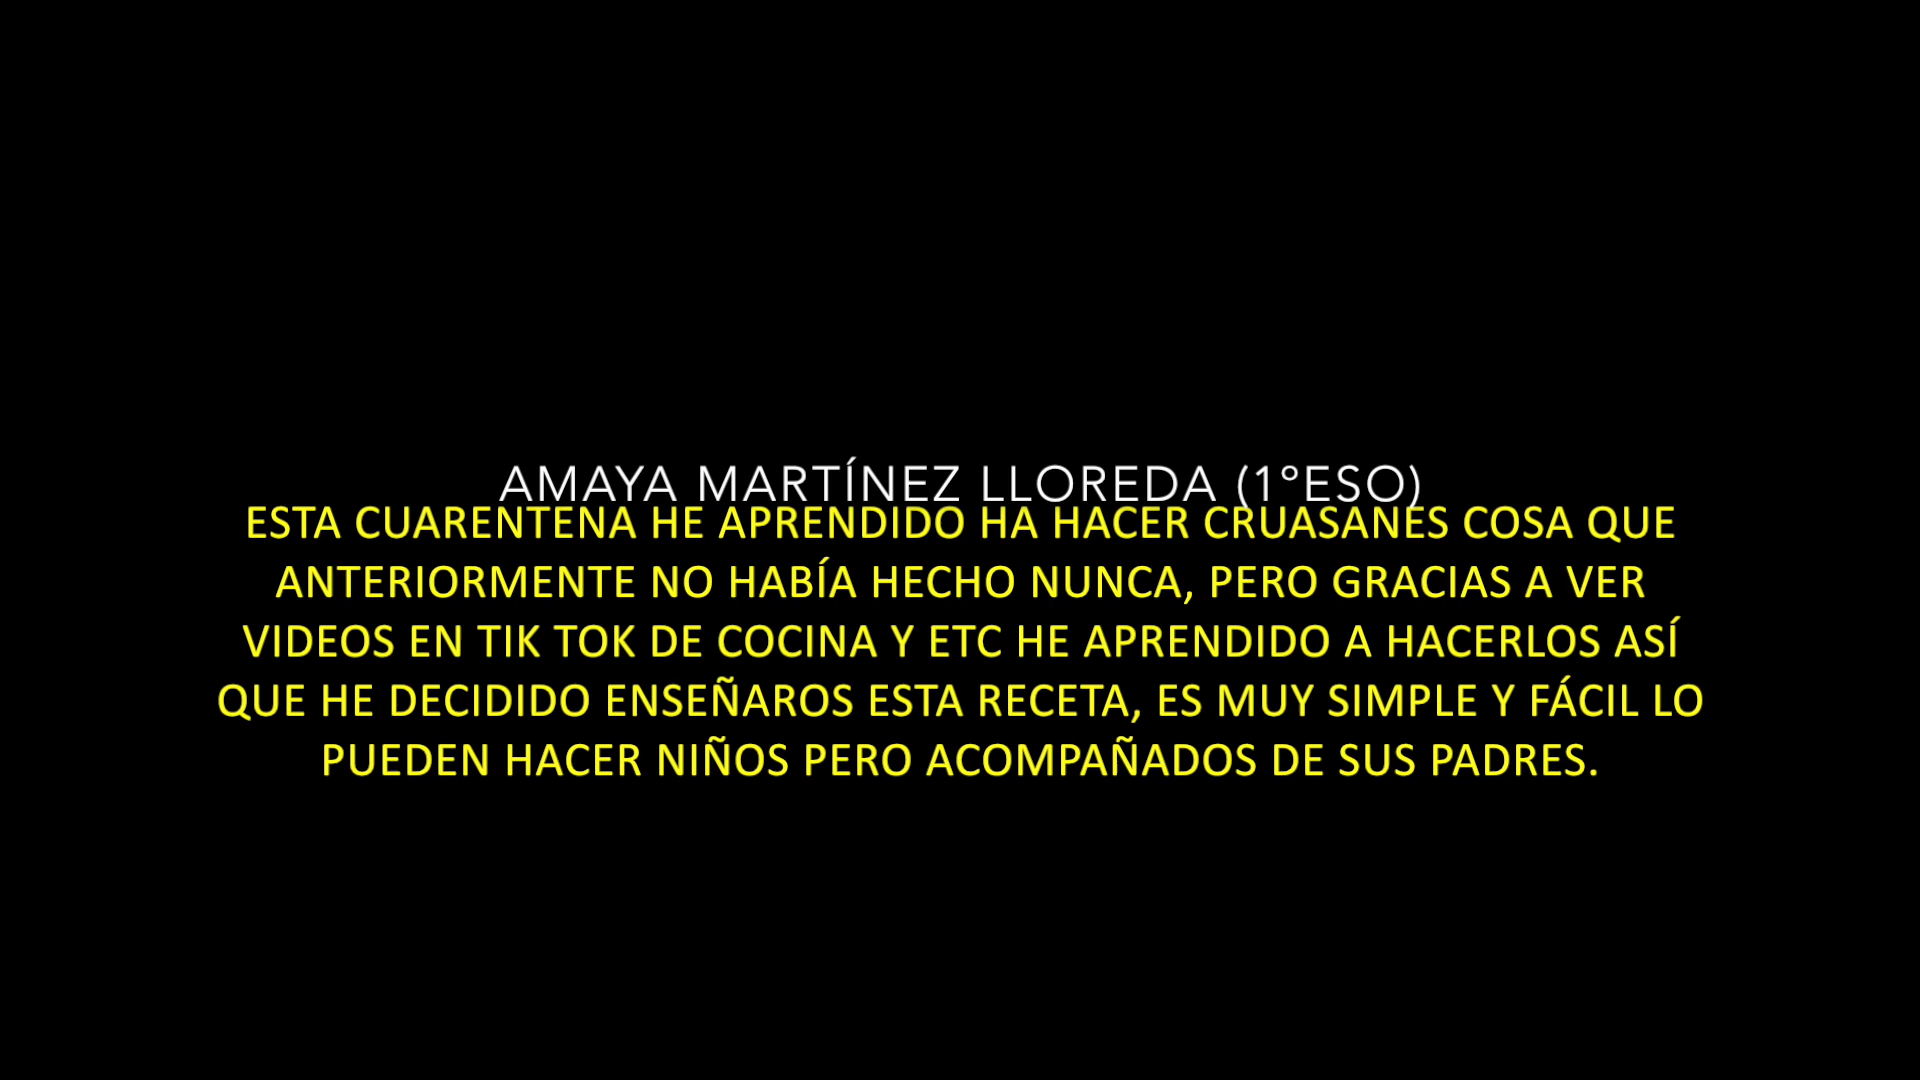 AMAYA MARTÍNEZ LLOREDA (1°ESO)
ESTA CUARENTENA HE APRENDIDO HA HACER CRUASANES COSA QUE
ANTERIORMENTE NO HABÍA HECHO NUNCA, PERO GRACIAS A VER
VIDEOS EN TIK TOK DE COCINA Y ETC HE APRENDIDO A HACERLOS ASÍ
QUE HE DECIDIDO ENSEÑAROS ESTA RECETA, ES MUY SIMPLE Y FÁCIL LO
PUEDEN HACER NIÑOS PERO ACOMPAÑADOS DE SUS PADRES.